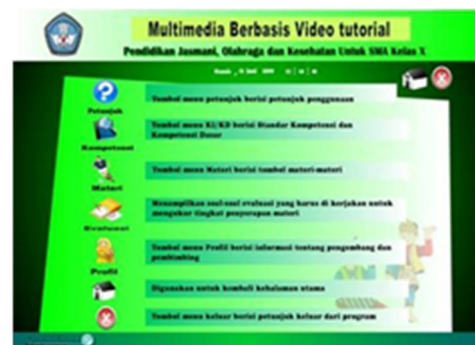 Multimedia Berbasis Video tutorial
Pendidikan Jasmani, Olahraga dan Kesehatan Untuk SMA Kelas X
Petunjuk
Tombol menu petunjuk berisi petunjuk penggunaan
Kompetensi
Tombol menu KI/KD berisi Standar Kompetensi dan
Kompetensi Dasar
Materi
Tombol menu Materi berisi tombol materi-materi
Evaluasi
Menampilkan soal-soal evaluasi yang harus di kerjakan untuk
mengukur tingkat penyerapan materi
Profil
Tombol menu Profil berisi informasi tentang pengembang dan
pembimbing
Digunakan untuk kembali kehalaman utama
Tombol menu keluar berisi petunjuk keluar dari program